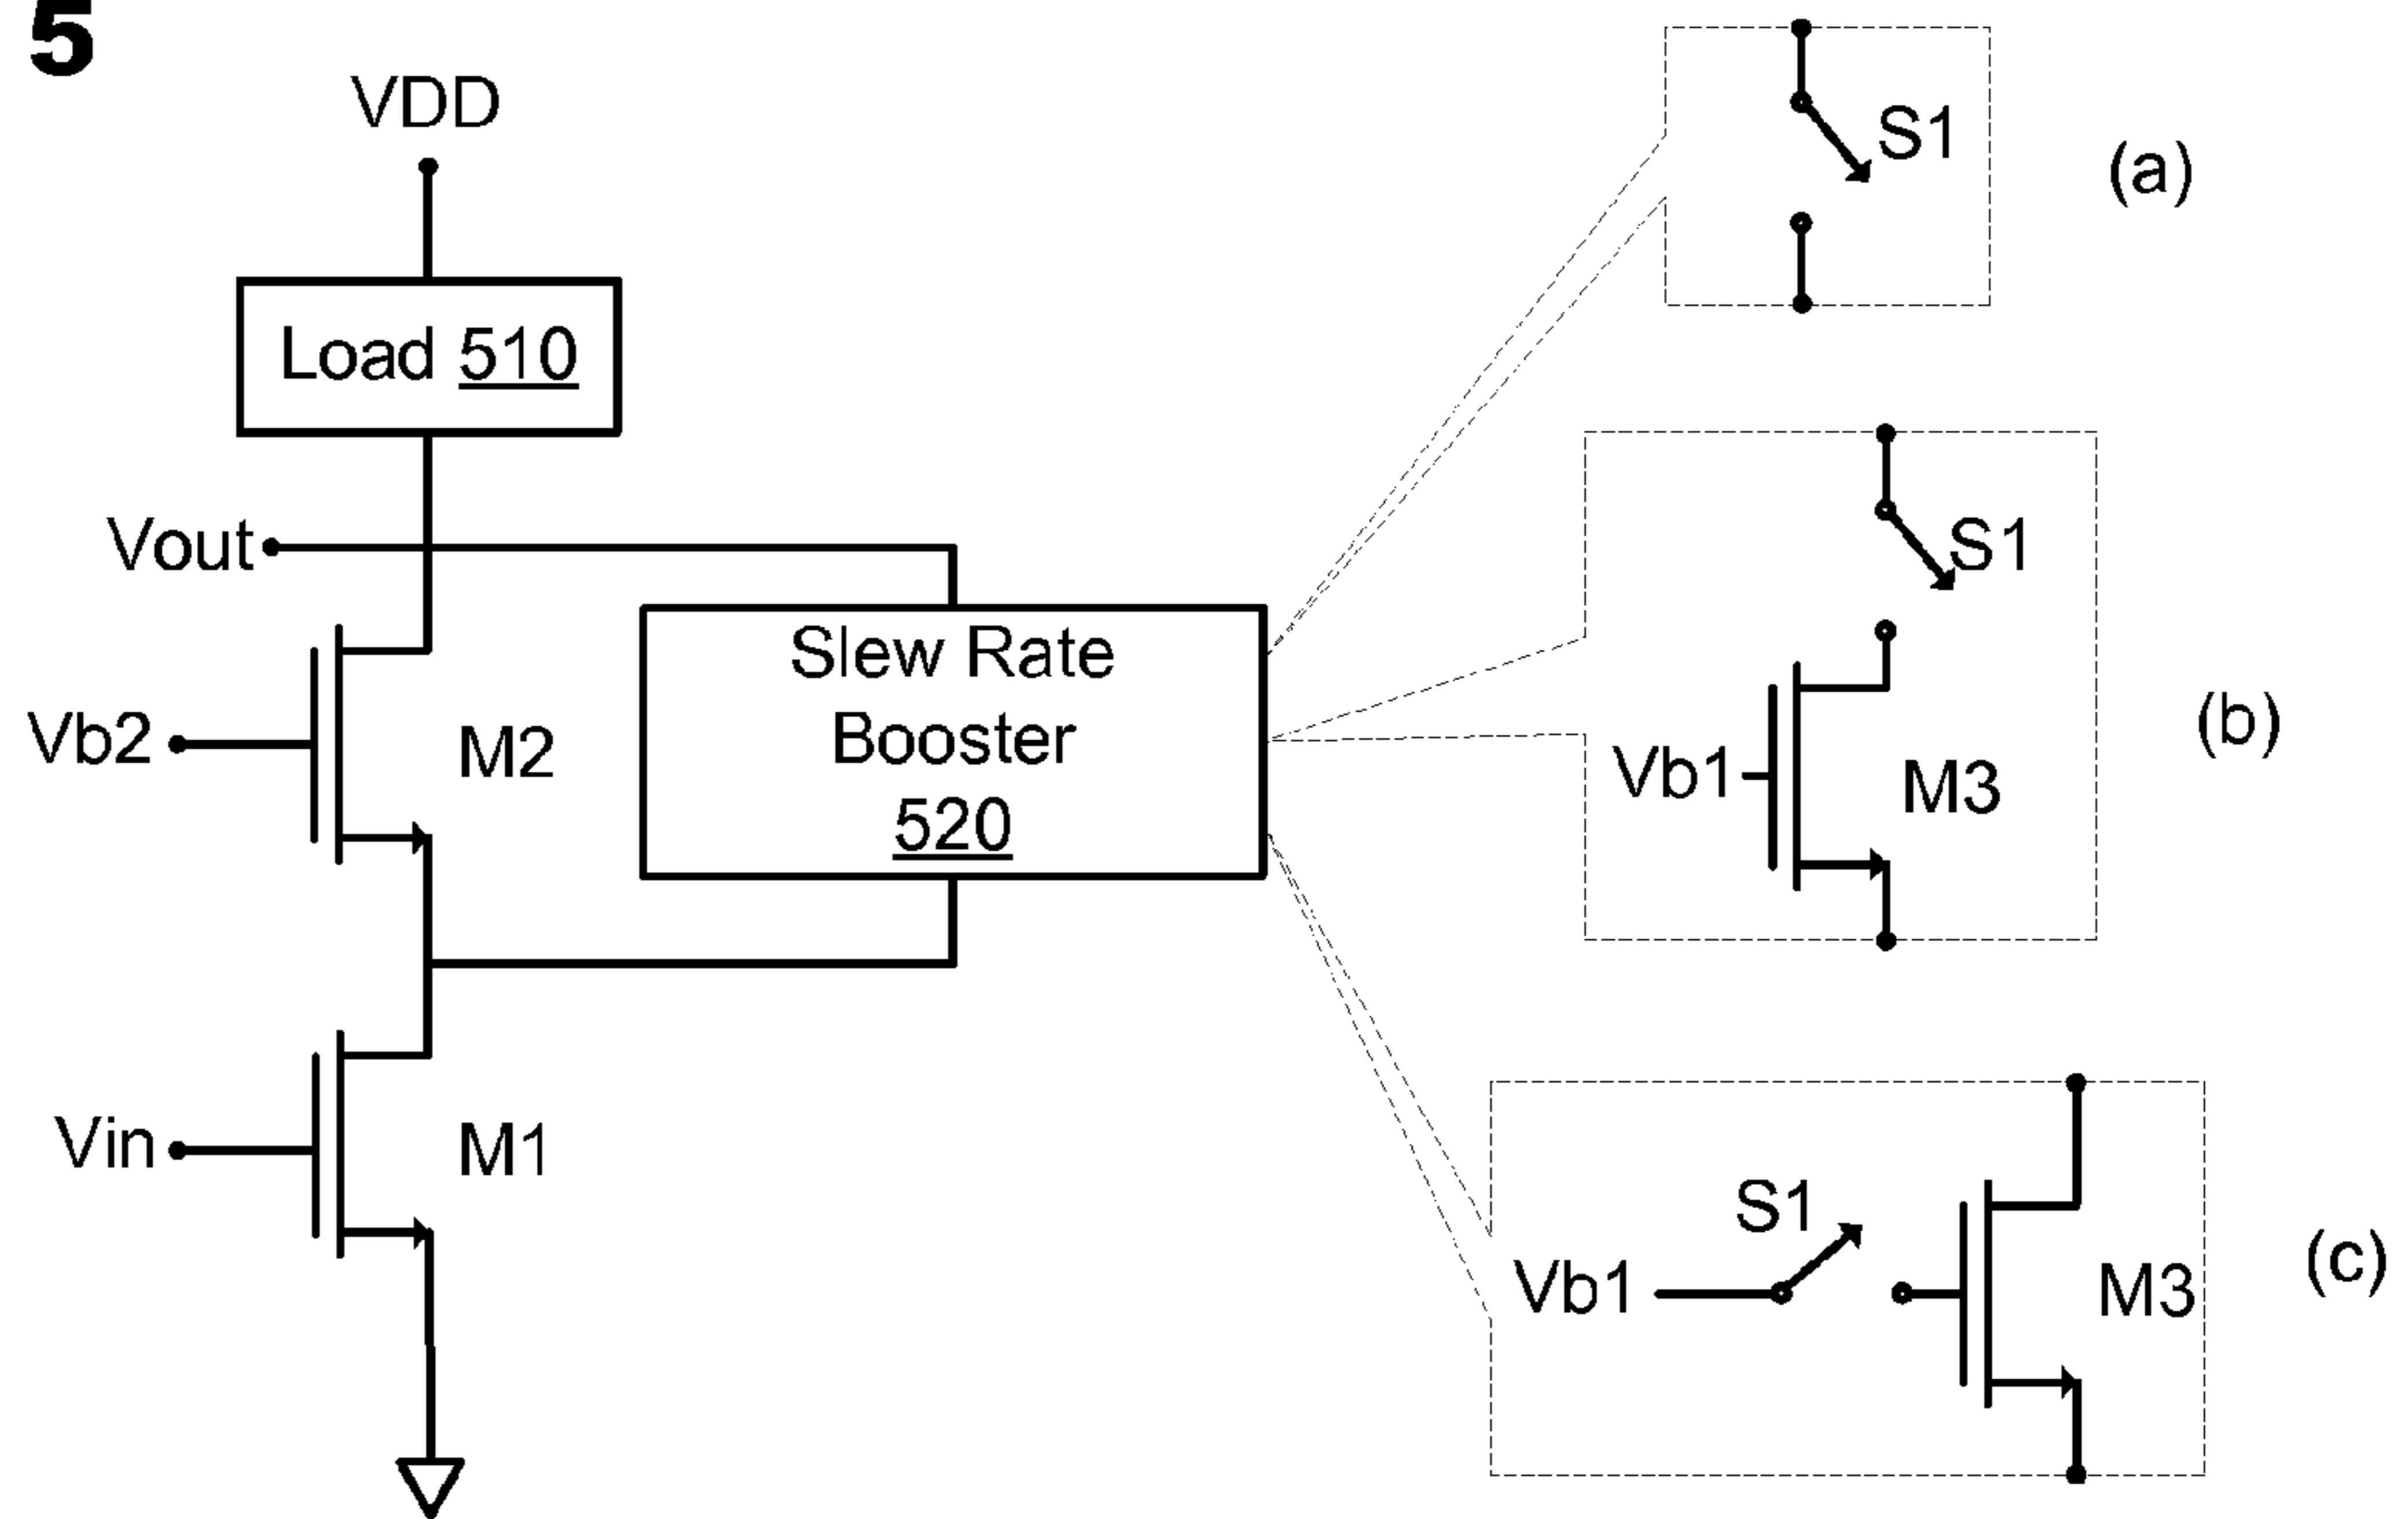 5
VDD
Load 510
Vout
Vb2
M2
Slew Rate
Booster
520
Vin
M1
S1
(a)
S1
Vb1
M3
(b)
S1
Vb1
M3
(c)